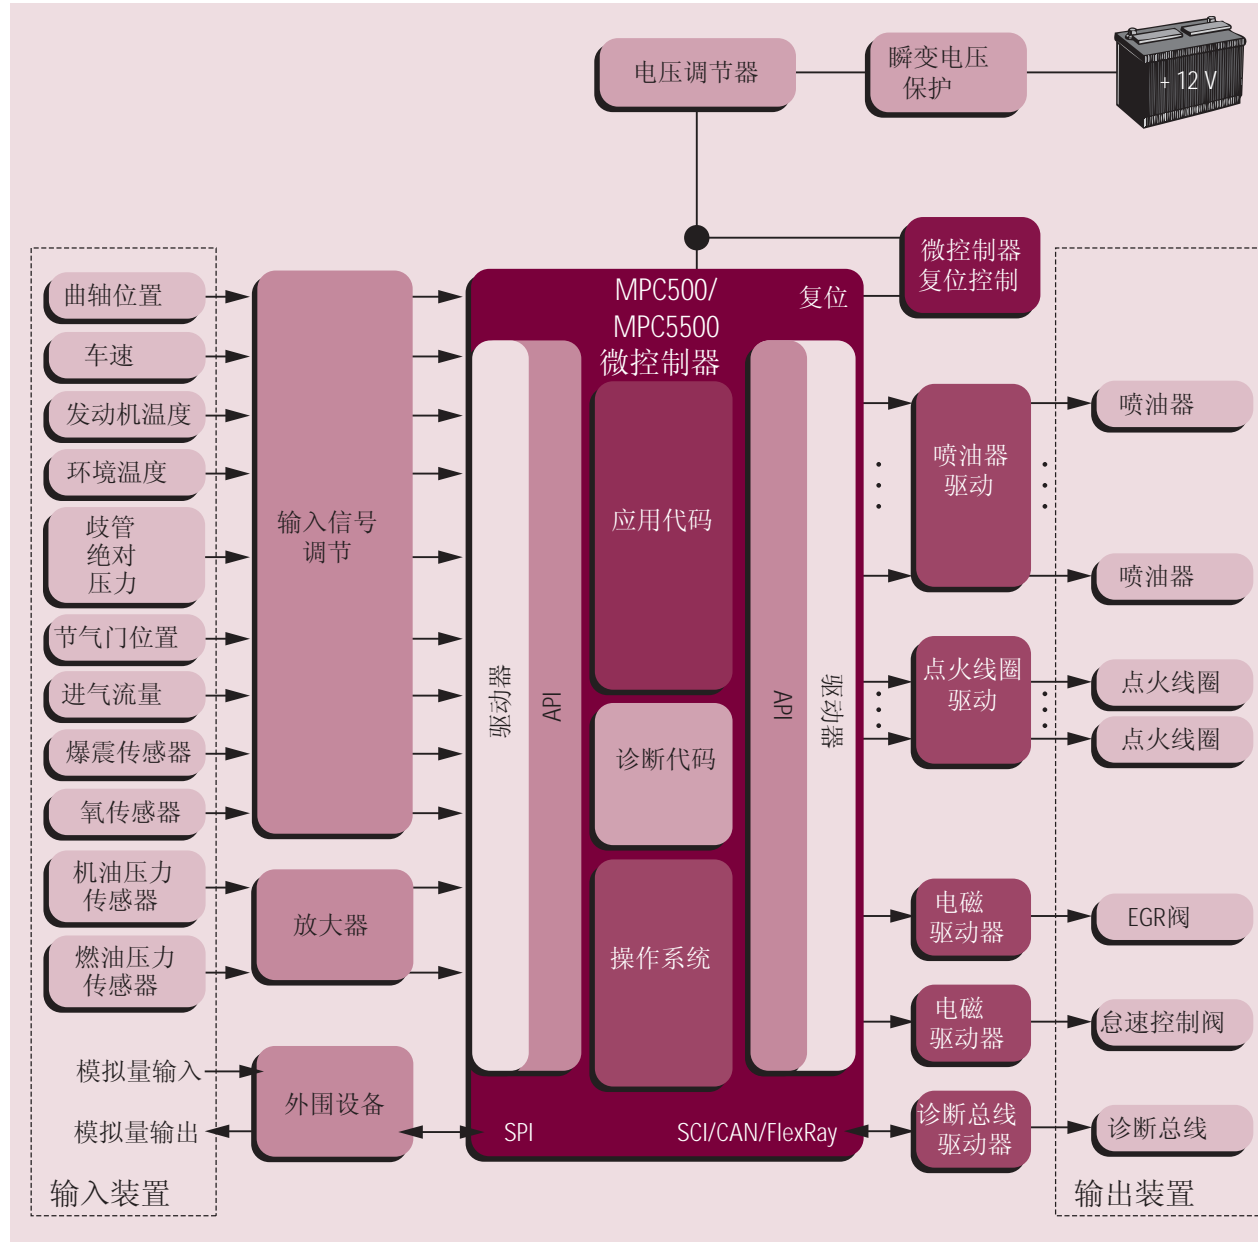 电压调节器
瞬变电压
保护
+ 12 V
微控制器
复位控制
MPC500/
MPC5500
微控制器
复位
曲轴位置
车速
发动机温度
环境温度
歧管
绝对
压力
节气门位置
进气流量
爆震传感器
氧传感器
机油压力
传感器
燃油压力
传感器
模拟量输入
模拟量输出
输入装置
输入信号
调节
放大器
外围设备
驱动器
API
应用代码
诊断代码
操作系统
API
驱动器
SPI
SCI/CAN/FlexRay
喷油器
驱动
点火线圈
驱动
电磁
驱动器
电磁
驱动器
诊断总线
驱动器
喷油器
喷油器
点火线圈
点火线圈
EGR阀
怠速控制阀
诊断总线
输出装置